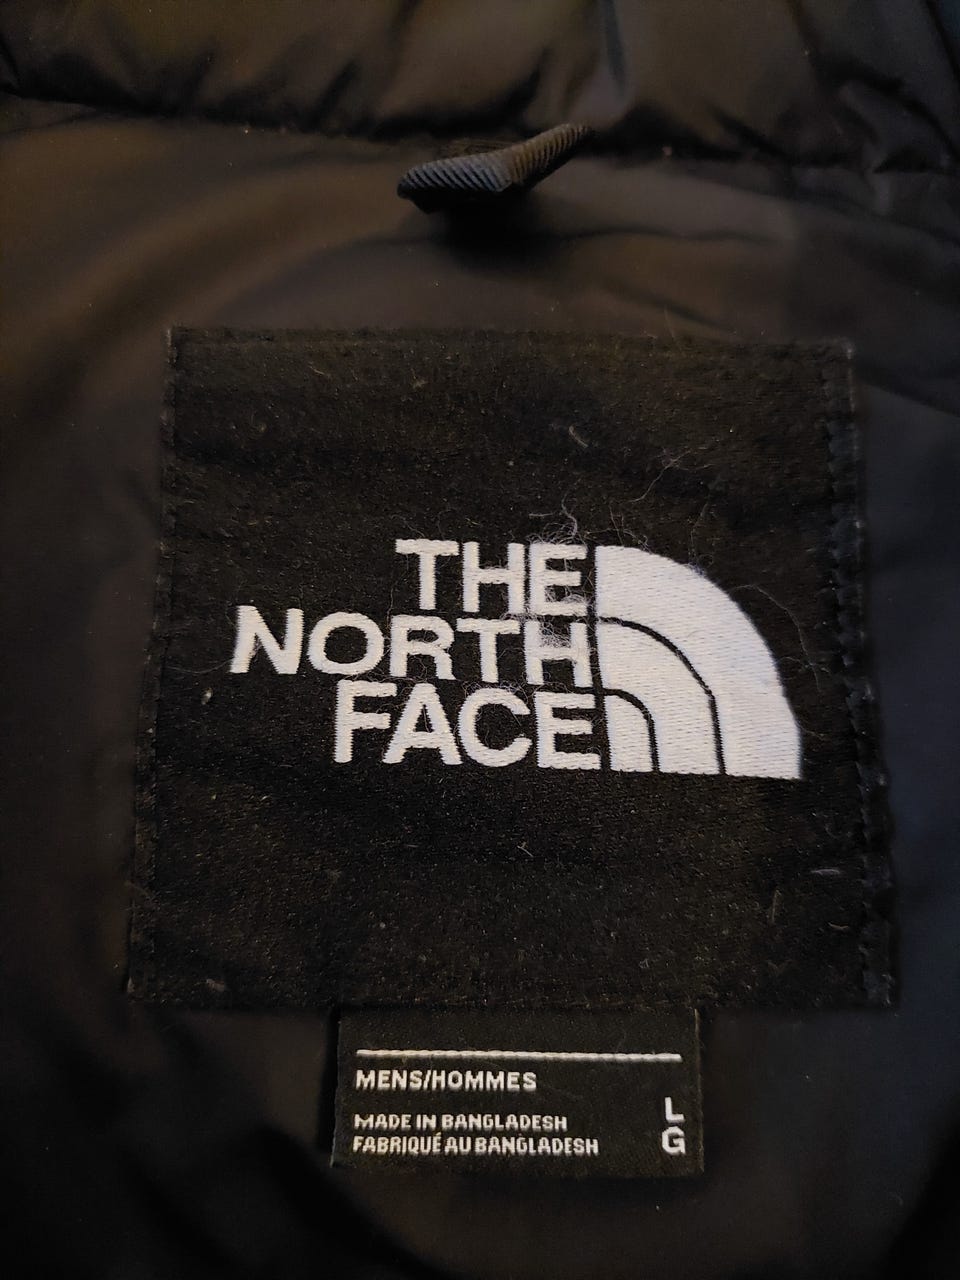 THE
NORTH
FACE
MENS/HOMMES
MADE IN BANGLADESH
FABRIQUÉ AU BANGLADESH
L
G